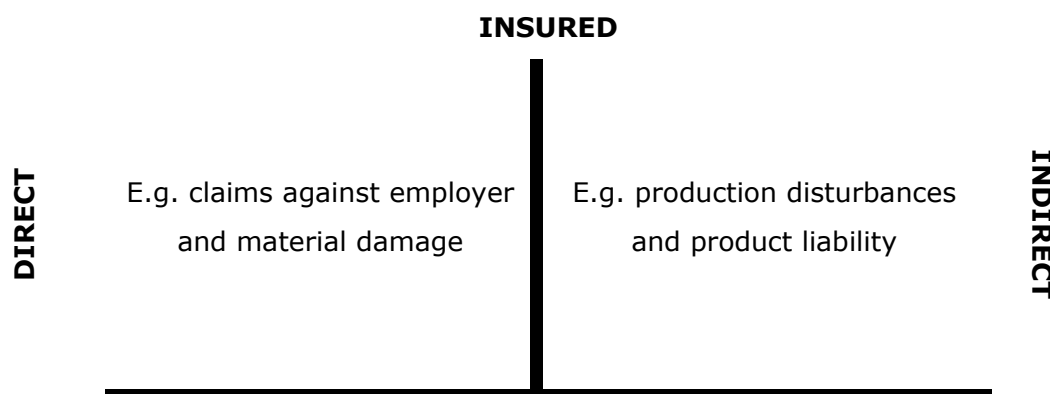 INSURED
DIRECT
E.g. claims against employer
and material damage
E.g. production disturbances
and product liability
INDIRECT